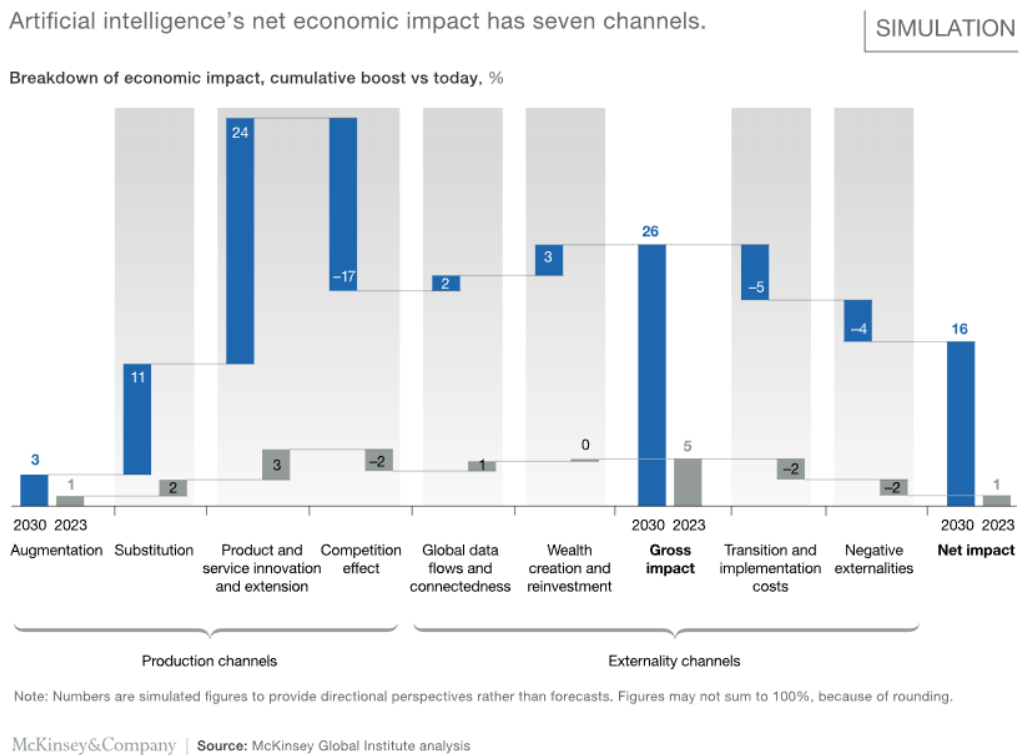 Artificial intelligence's net economic impact has seven channels.
SIMULATION
Breakdown of economic impact, cumulative boost vs today, %
3
1
11
2
24
3
–17
–2
2
1
3
0
26
5
–5
–2
–4
–2
16
1
2030 2023
2030 2023
2030 2023
Augmentation
Substitution
Product and
service innovation
and extension
Competition
effect
Global data
flows and
connectedness
Wealth
creation and
reinvestment
Gross
impact
Transition and
implementation
costs
Negative
externalities
Net impact
Production channels
Externality channels
Note: Numbers are simulated figures to provide directional perspectives rather than forecasts. Figures may not sum to 100%, because of rounding.
McKinsey&Company | Source: McKinsey Global Institute analysis